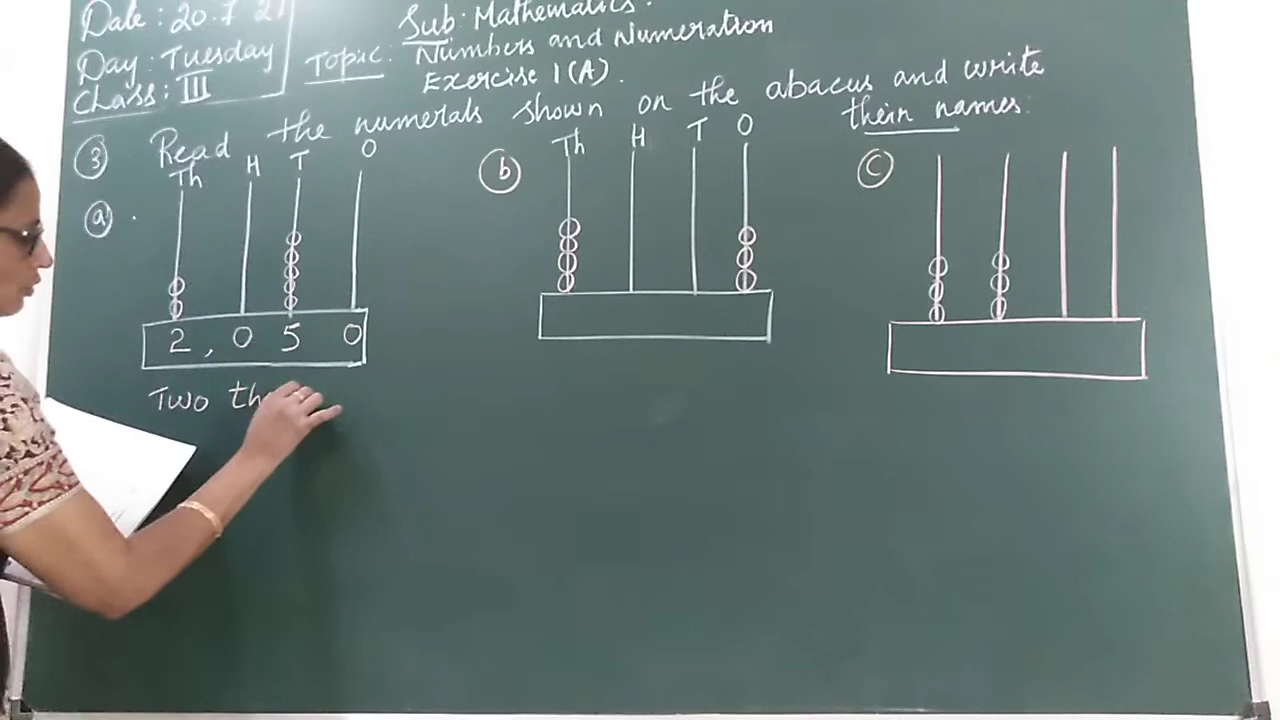 Date: 20.7.21
Sub: Mathematics.
Day: Tuesday
Topic: Numbers and Numeration
Class: III
Exercise 1(A).
3 Read the numerals shown on the abacus and write their names.
a Th H T O
b Th H T O
c
2,050
Two th